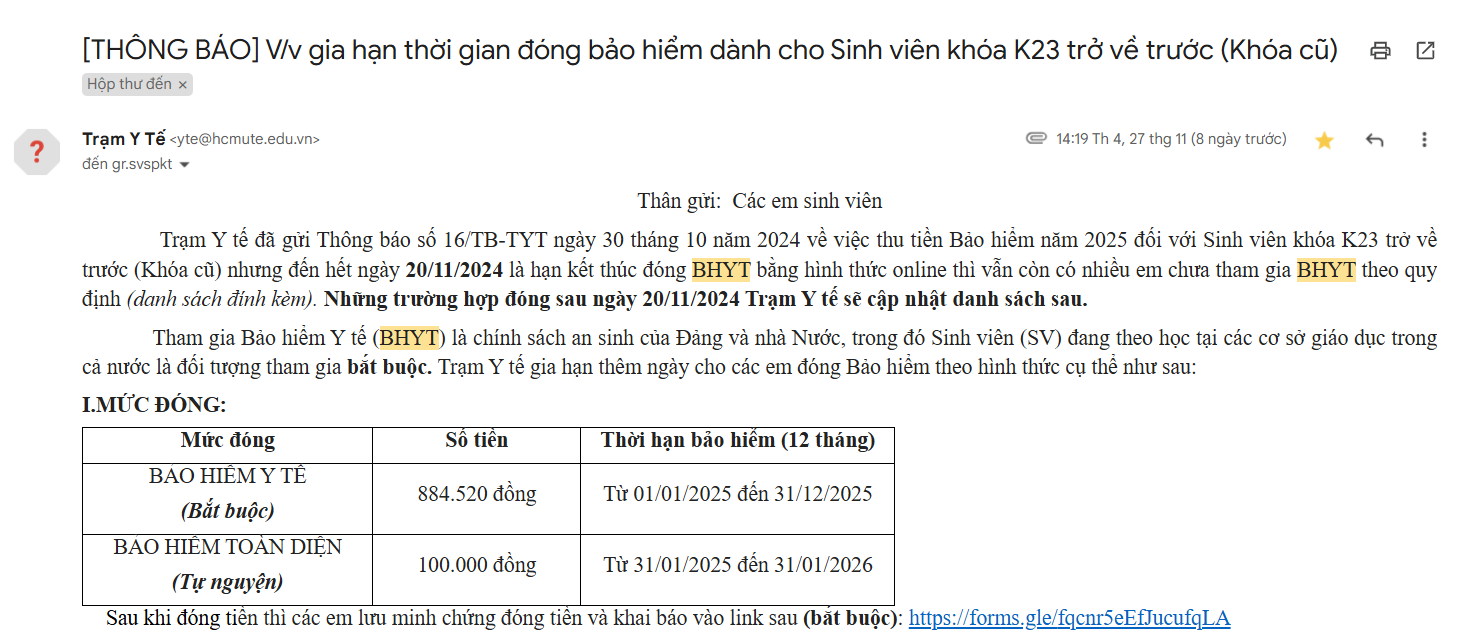 [THÔNG BÁO] V/v gia hạn thời gian đóng bảo hiểm dành cho Sinh viên khóa K23 trở về trước (Khóa cũ)
Hộp thư đến ×
Trạm Y Tế <yte@hcmute.edu.vn>
14:19 Th 4, 27 thg 11 (8 ngày trước)
?
đến gr.svspkt
Thân gửi: Các em sinh viên
Trạm Y tế đã gửi Thông báo số 16/TB-TYT ngày 30 tháng 10 năm 2024 về việc thu tiền Bảo hiểm năm 2025 đối với Sinh viên khóa K23 trở về
trước (Khóa cũ) nhưng đến hết ngày 20/11/2024 là hạn kết thúc đóng BHYT bằng hình thức online thì vẫn còn có nhiều em chưa tham gia BHYT theo quy
định (danh sách đính kèm). Những trường hợp đóng sau ngày 20/11/2024 Trạm Y tế sẽ cập nhật danh sách sau.
Tham gia Bảo hiểm Y tế (BHYT) là chính sách an sinh của Đảng và nhà Nước, trong đó Sinh viên (SV) đang theo học tại các cơ sở giáo dục trong
cả nước là đối tượng tham gia bắt buộc. Trạm Y tế gia hạn thêm ngày cho các em đóng Bảo hiểm theo hình thức cụ thể như sau:
I.MỨC ĐÓNG:
Mức đóng Số tiền Thời hạn bảo hiểm (12 tháng)
BẢO HIỂM Y TẾ
(Bắt buộc)
884.520 đồng Từ 01/01/2025 đến 31/12/2025
BẢO HIỂM TOÀN DIỆN
(Tự nguyện)
100.000 đồng Từ 31/01/2025 đến 31/01/2026
Sau khi đóng tiền thì các em lưu minh chứng đóng tiền và khai báo vào link sau (bắt buộc): https://forms.gle/fqcnr5eEfJucufqLA